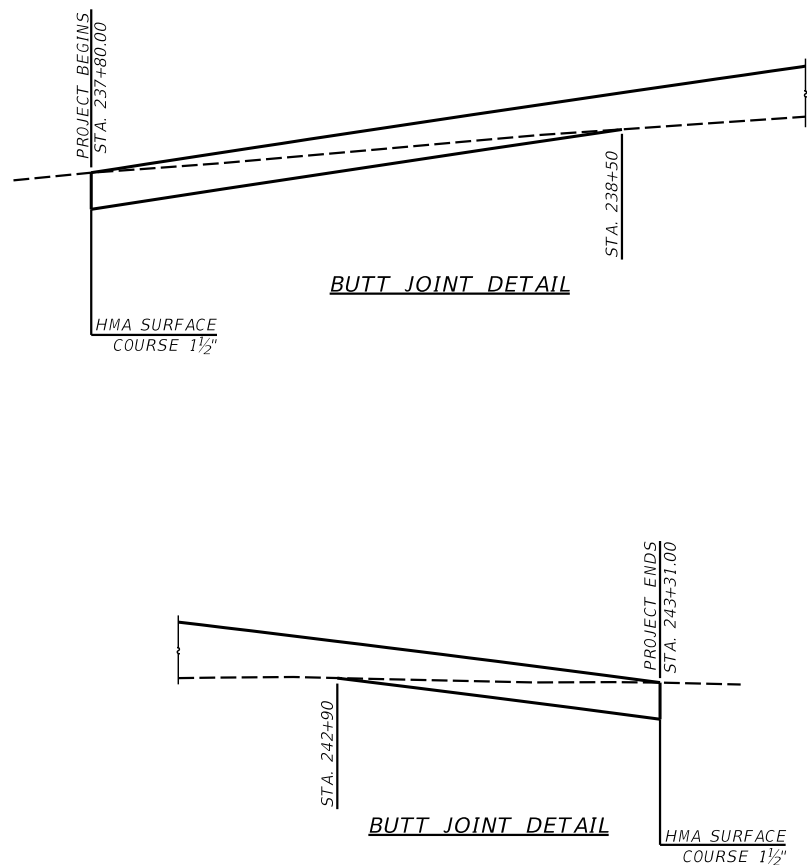 PROJECT BEGINS
STA. 237+80.00
STA. 238+50
BUTT JOINT DETAIL
HMA SURFACE
COURSE 1½"
PROJECT ENDS
STA. 243+31.00
STA. 242+90
BUTT JOINT DETAIL
HMA SURFACE
COURSE 1½"